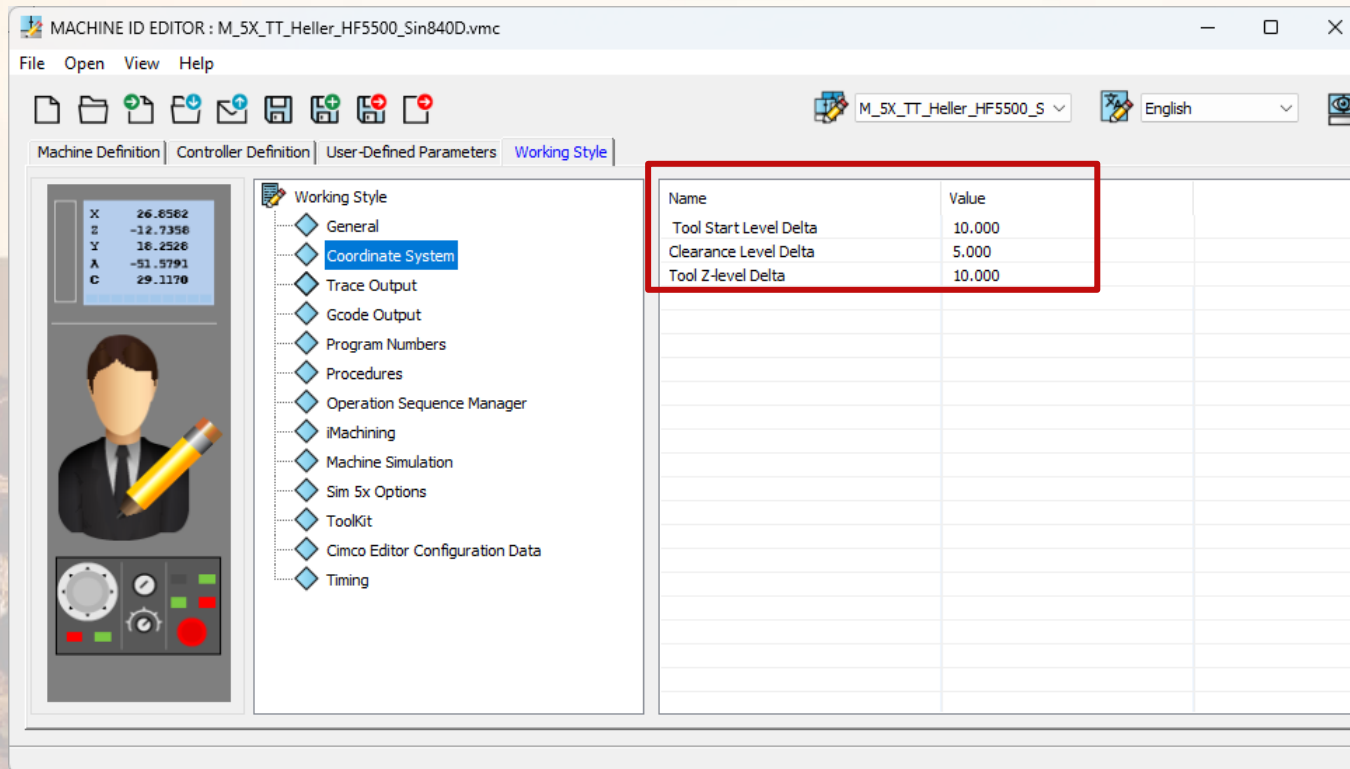 MACHINE ID EDITOR : M_5X_TT_Heller_HF5500_Sin840D.vmc
File Open View Help
M_5X_TT_Heller_HF5500_S English
Machine Definition Controller Definition User-Defined Parameters Working Style
X 26.8582
Z -12.7358
Y 18.2528
A -51.5791
C 29.1170
Working Style
General
Coordinate System
Trace Output
Gcode Output
Program Numbers
Procedures
Operation Sequence Manager
iMachining
Machine Simulation
Sim 5x Options
ToolKit
Cimco Editor Configuration Data
Timing
Name Value
Tool Start Level Delta 10.000
Clearance Level Delta 5.000
Tool Z-level Delta 10.000